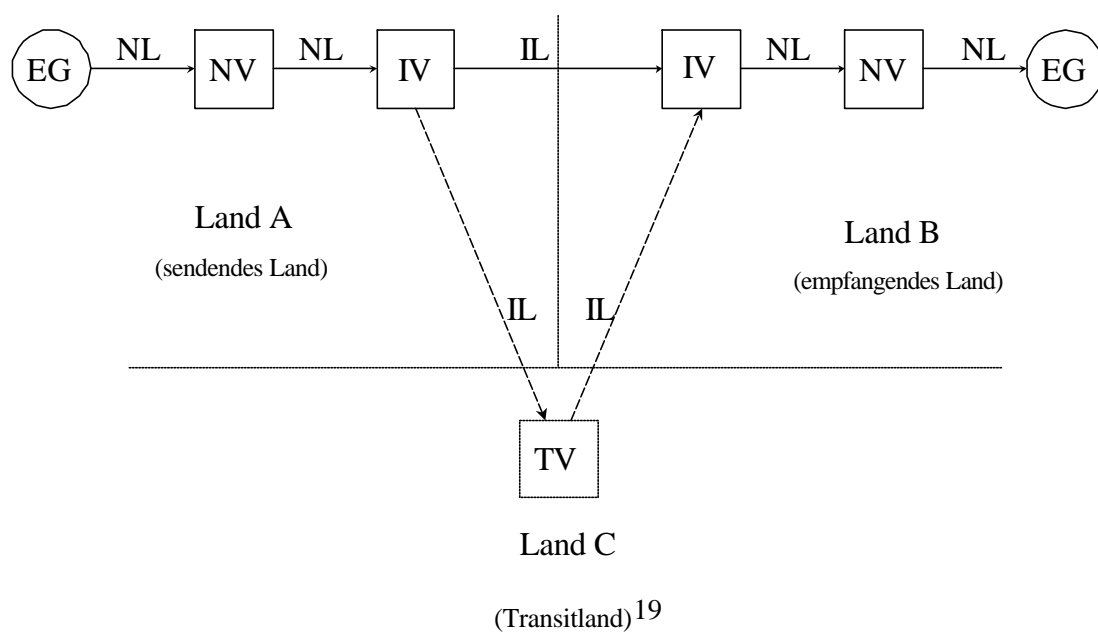 NL NL IL NL NL
EG NV IV IV NV EG
Land A
Land B
(sendendes Land)
(empfangendes Land)
IL IL
TV
Land C
(Transitland)19